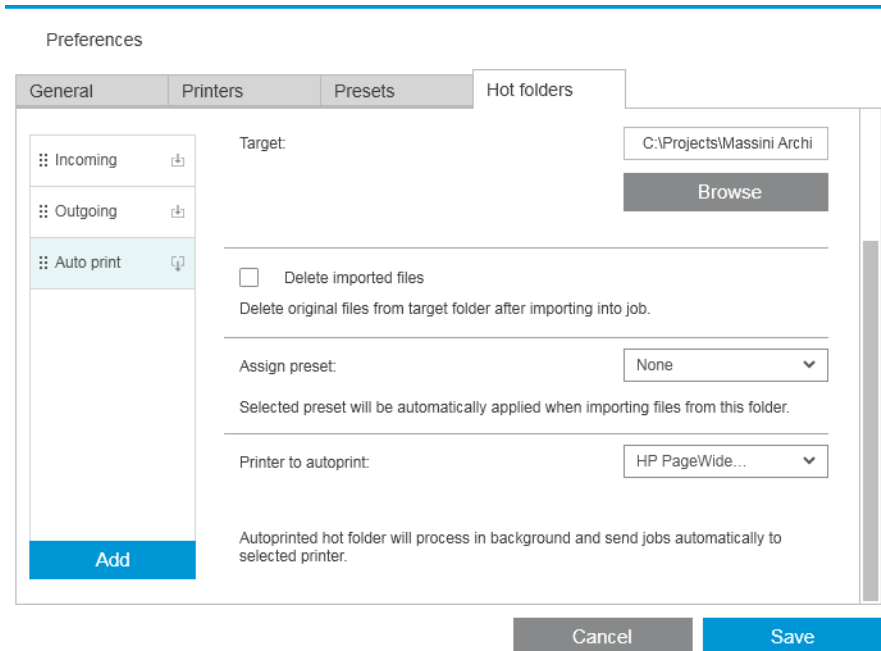 Preferences
General
Printers
Presets
Hot folders
Incoming
Outgoing
Auto print
Add
Target:
C:\Projects\Massini Archi
Browse
Delete imported files
Delete original files from target folder after importing into job.
Assign preset:
None
Selected preset will be automatically applied when importing files from this folder.
Printer to autoprint:
HP PageWide...
Autoprinted hot folder will process in background and send jobs automatically to
selected printer.
Cancel
Save